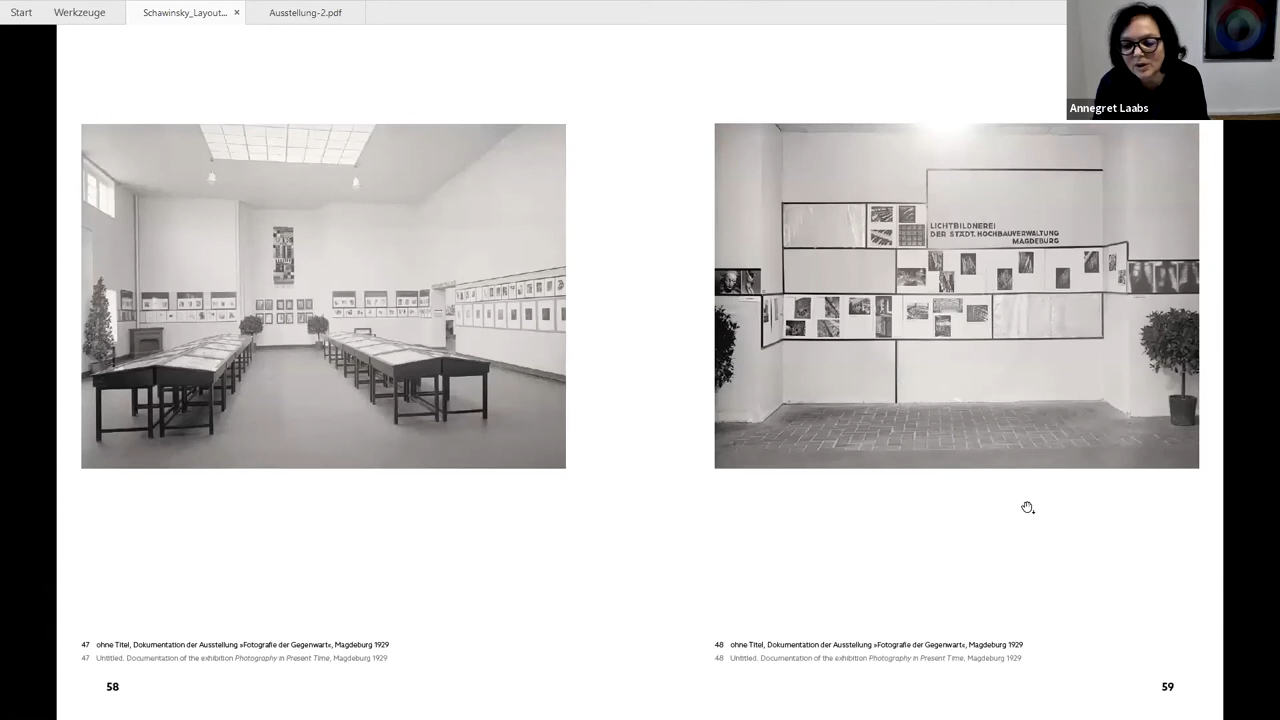 Start Werkzeuge Schawinsky_Layout... × Ausstellung-2.pdf
Annegret Laabs
LICHTBILDNEREI
DER STÄDT. HOCHBAUVERWALTUNG
MAGDEBURG
47 ohne Titel, Dokumentation der Ausstellung »Fotografie der Gegenwart«, Magdeburg 1929
47 Untitled. Documentation of the exhibition Photography in Present Time, Magdeburg 1929
58
48 ohne Titel, Dokumentation der Ausstellung »Fotografie der Gegenwart«, Magdeburg 1929
48 Untitled. Documentation of the exhibition Photography in Present Time, Magdeburg 1929
59